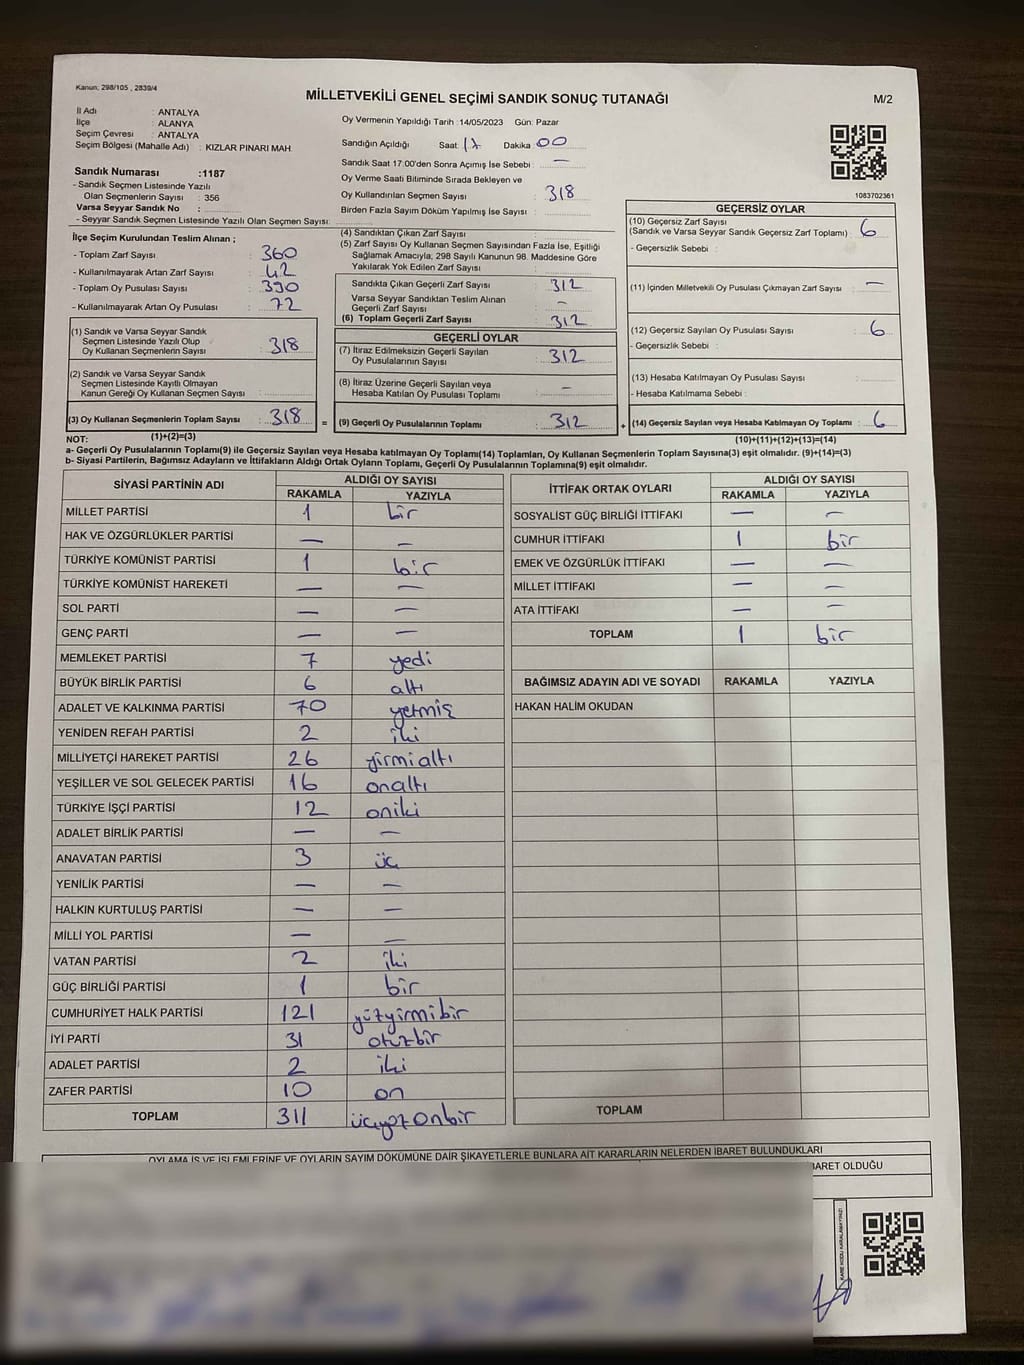 Kanun; 298/105 , 2839/4
MİLLETVEKİLİ GENEL SEÇİMİ SANDIK SONUÇ TUTANAĞI
M/2
İl Adı : ANTALYA
İlçe : ALANYA
Seçim Çevresi : ANTALYA
Seçim Bölgesi (Mahalle Adı) : KIZLAR PINARI MAH.
Oy Vermenin Yapıldığı Tarih :14/05/2023 Gün: Pazar
Sandığın Açıldığı Saat: 17 Dakika: 00
Sandık Saat 17:00'den Sonra Açımış İse Sebebi : —
Oy Verme Saati Bitiminde Sırada Bekleyen ve
Oy Kullandırılan Seçmen Sayısı : 318
Birden Fazla Sayım Döküm Yapılmış İse Sayısı :
1083702361
Sandık Numarası :1187
- Sandık Seçmen Listesinde Yazılı
Olan Seçmenlerin Sayısı : 356
Varsa Seyyar Sandık No :
- Seyyar Sandık Seçmen Listesinde Yazılı Olan Seçmen Sayısı:
İlçe Seçim Kurulundan Teslim Alınan ;
- Toplam Zarf Sayısı : 360
- Kullanılmayarak Artan Zarf Sayısı : 42
- Toplam Oy Pusulası Sayısı : 390
- Kullanılmayarak Artan Oy Pusulası : 72
(1) Sandık ve Varsa Seyyar Sandık
Seçmen Listesinde Yazılı Olup
Oy Kullanan Seçmenlerin Sayısı : 318
(2) Sandık ve Varsa Seyyar Sandık
Seçmen Listesinde Kayıtlı Olmayan
Kanun Gereği Oy Kullanan Seçmen Sayısı :
(3) Oy Kullanan Seçmenlerin Toplam Sayısı : 318
(4) Sandıktan Çıkan Zarf Sayısı :
(5) Zarf Sayısı Oy Kullanan Seçmen Sayısından Fazla İse, Eşitliği
Sağlamak Amacıyla, 298 Sayılı Kanunun 98. Maddesine Göre
Yakılarak Yok Edilen Zarf Sayısı :
Sandıkta Çıkan Geçerli Zarf Sayısı : 312
Varsa Seyyar Sandıktan Teslim Alınan
Geçerli Zarf Sayısı : —
(6) Toplam Geçerli Zarf Sayısı : 312
GEÇERLİ OYLAR
(7) İtiraz Edilmeksizin Geçerli Sayılan
Oy Pusulalarının Sayısı : 312
(8) İtiraz Üzerine Geçerli Sayılan veya
Hesaba Katılan Oy Pusulası Toplamı : —
= (9) Geçerli Oy Pusulalarının Toplamı : 312
GEÇERSİZ OYLAR
(10) Geçersiz Zarf Sayısı
(Sandık ve Varsa Seyyar Sandık Geçersiz Zarf Toplamı) : 6
- Geçersizlik Sebebi :
(11) İçinden Milletvekili Oy Pusulası Çıkmayan Zarf Sayısı : —
(12) Geçersiz Sayılan Oy Pusulası Sayısı : 6
- Geçersizlik Sebebi :
(13) Hesaba Katılmayan Oy Pusulası Sayısı :
- Hesaba Katılmama Sebebi :
+ (14) Geçersiz Sayılan veya Hesaba Katılmayan Oy Toplamı : 6
NOT: (1)+(2)=(3) (10)+(11)+(12)+(13)=(14)
a- Geçerli Oy Pusulalarının Toplamı(9) ile Geçersiz Sayılan veya Hesaba katılmayan Oy Toplamı(14) Toplamları, Oy Kullanan Seçmenlerin Toplam Sayısına(3) eşit olmalıdır. (9)+(14)=(3)
b- Siyasi Partilerin, Bağımsız Adayların ve İttifakların Aldığı Ortak Oyların Toplamı, Geçerli Oy Pusulalarının Toplamına(9) eşit olmalıdır.
SİYASİ PARTİNİN ADI ALDIĞI OY SAYISI
RAKAMLA YAZIYLA
MİLLET PARTİSİ 1 bir
HAK VE ÖZGÜRLÜKLER PARTİSİ — —
TÜRKİYE KOMÜNİST PARTİSİ 1 bir
TÜRKİYE KOMÜNİST HAREKETİ — —
SOL PARTİ — —
GENÇ PARTİ — —
MEMLEKET PARTİSİ 7 yedi
BÜYÜK BİRLİK PARTİSİ 6 altı
ADALET VE KALKINMA PARTİSİ 70 yetmiş
YENİDEN REFAH PARTİSİ 2 iki
MİLLİYETÇİ HAREKET PARTİSİ 26 yirmialtı
YEŞİLLER VE SOL GELECEK PARTİSİ 16 onaltı
TÜRKİYE İŞÇİ PARTİSİ 12 oniki
ADALET BİRLİK PARTİSİ — —
ANAVATAN PARTİSİ 3 üç
YENİLİK PARTİSİ — —
HALKIN KURTULUŞ PARTİSİ — —
MİLLİ YOL PARTİSİ — —
VATAN PARTİSİ 2 iki
GÜÇ BİRLİĞİ PARTİSİ 1 bir
CUMHURİYET HALK PARTİSİ 121 yüzyirmibir
İYİ PARTİ 31 otuzbir
ADALET PARTİSİ 2 iki
ZAFER PARTİSİ 10 on
TOPLAM 311 üçyüzonbir
İTTİFAK ORTAK OYLARI ALDIĞI OY SAYISI
RAKAMLA YAZIYLA
SOSYALİST GÜÇ BİRLİĞİ İTTİFAKI — —
CUMHUR İTTİFAKI 1 bir
EMEK VE ÖZGÜRLÜK İTTİFAKI — —
MİLLET İTTİFAKI — —
ATA İTTİFAKI — —
TOPLAM 1 bir
BAĞIMSIZ ADAYIN ADI VE SOYADI RAKAMLA YAZIYLA
HAKAN HALİM OKUDAN
TOPLAM
OYLAMA İŞ VE İŞLEMLERİNE VE OYLARIN SAYIM DÖKÜMÜNE DAİR ŞİKAYETLERLE BUNLARA AİT KARARLARIN NELERDEN İBARET BULUNDUKLARI
BARET OLDUĞU
KARE KODU KARALAMAYINIZ!